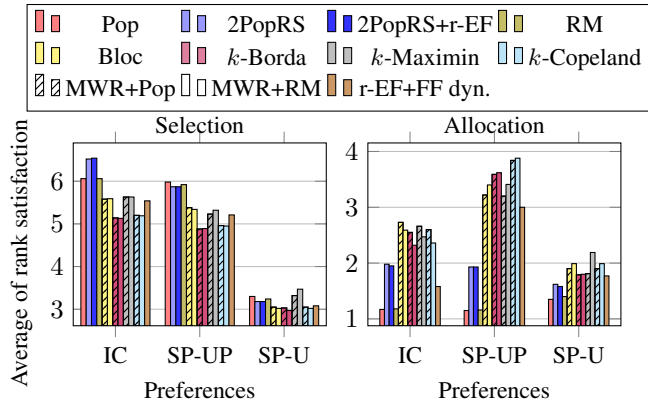 Pop 2PopRS 2PopRS+r-EF RM
Bloc k-Borda k-Maximin k-Copeland
MWR+Pop MWR+RM r-EF+FF dyn.
Selection
Average of rank satisfaction
6
5
4
3
IC SP-UP SP-U
Preferences
Allocation
4
3
2
1
IC SP-UP SP-U
Preferences